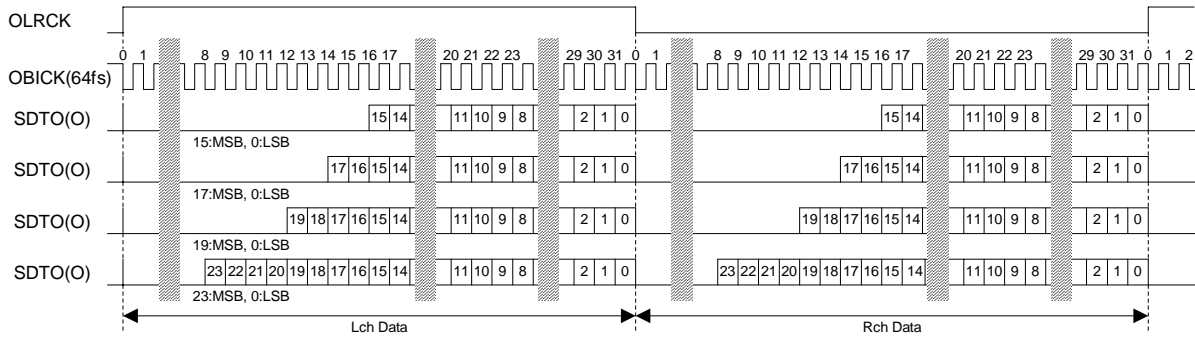 OLRCK
0 1 8 9 10 11 12 13 14 15 16 17 20 21 22 23 29 30 31 0 1 8 9 10 11 12 13 14 15 16 17 20 21 22 23 29 30 31 0 1 2
OBICK(64fs)
SDTO(O) 15 14 11 10 9 8 2 1 0 15 14 11 10 9 8 2 1 0
15:MSB, 0:LSB
SDTO(O) 17 16 15 14 11 10 9 8 2 1 0 17 16 15 14 11 10 9 8 2 1 0
17:MSB, 0:LSB
SDTO(O) 19 18 17 16 15 14 11 10 9 8 2 1 0 19 18 17 16 15 14 11 10 9 8 2 1 0
19:MSB, 0:LSB
SDTO(O) 23 22 21 20 19 18 17 16 15 14 11 10 9 8 2 1 0 23 22 21 20 19 18 17 16 15 14 11 10 9 8 2 1 0
23:MSB, 0:LSB
Lch Data Rch Data